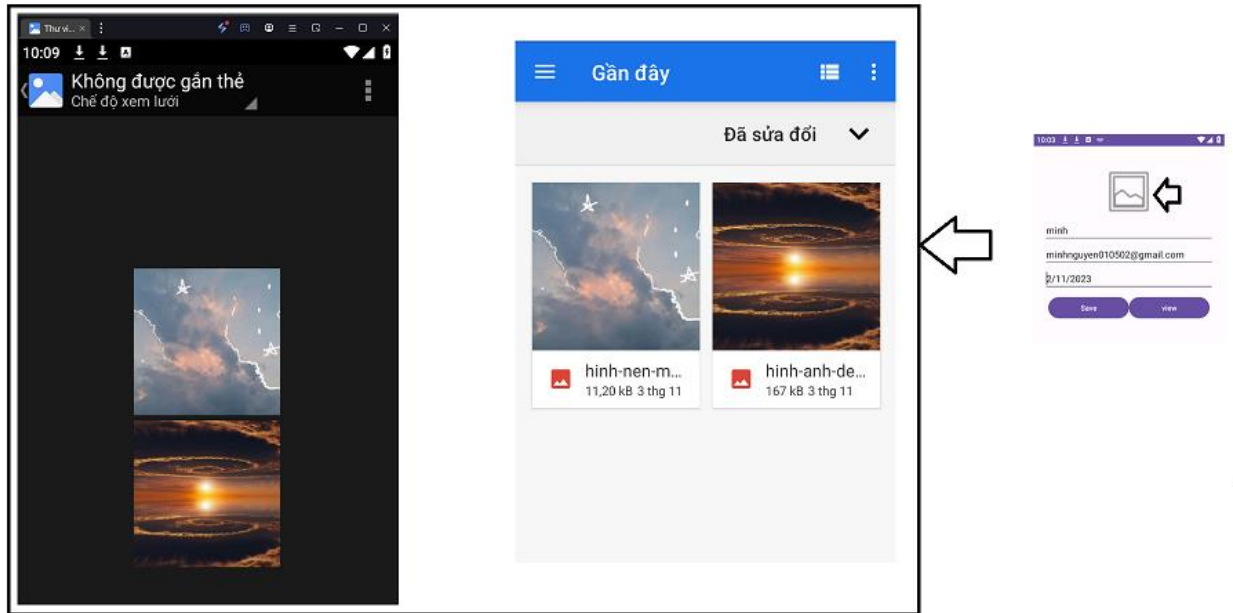 Thư vi... ×
10:09
A
Không được gắn thẻ
Chế độ xem lưới
Gần đây
Đã sửa đổi
hinh-nen-m...
11,20 kB 3 thg 11
hinh-anh-de...
167 kB 3 thg 11
10:03
minh
minhnguyen010502@gmail.com
2/11/2023
Save
view